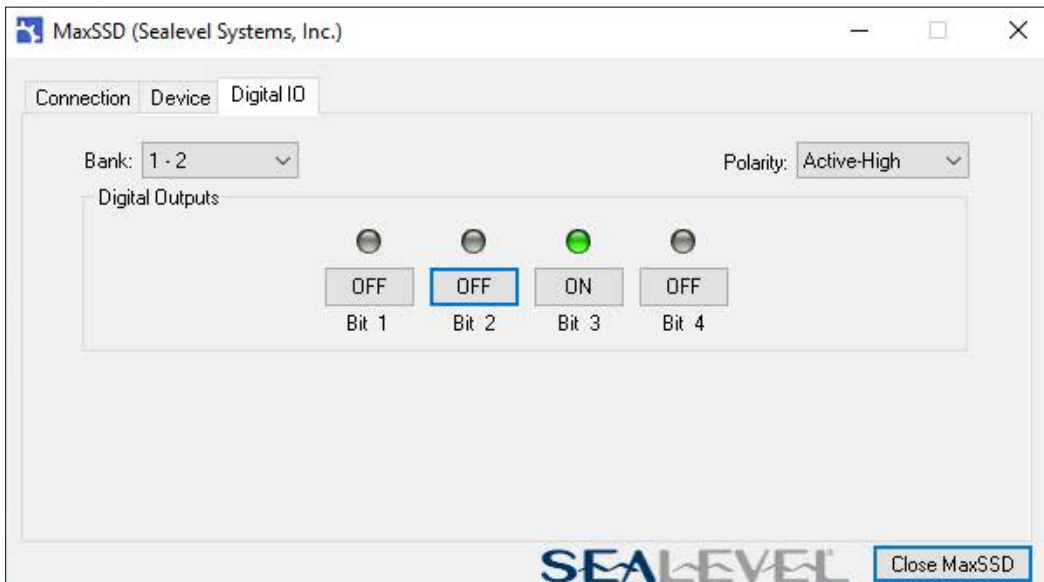 MaxSSD (Sealevel Systems, Inc.)
Connection Device Digital IO
Bank: 1 - 2 Polarity: Active-High
Digital Outputs
OFF OFF ON OFF
Bit 1 Bit 2 Bit 3 Bit 4
SEALEVEL Close MaxSSD